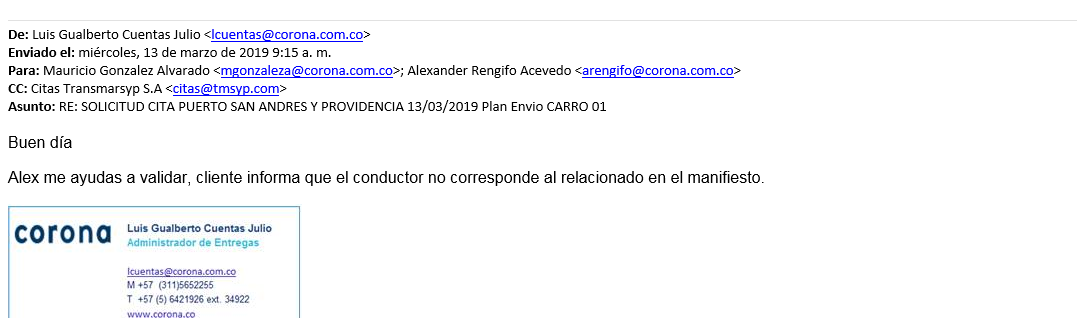 De: Luis Gualberto Cuentas Julio <lcuentas@corona.com.co>
Enviado el: miércoles, 13 de marzo de 2019 9:15 a. m.
Para: Mauricio Gonzalez Alvarado <mgonzaleza@corona.com.co>; Alexander Rengifo Acevedo <arengifo@corona.com.co>
CC: Citas Transmarsyp S.A <citas@tmsyp.com>
Asunto: RE: SOLICITUD CITA PUERTO SAN ANDRES Y PROVIDENCIA 13/03/2019 Plan Envio CARRO 01
Buen día
Alex me ayudas a validar, cliente informa que el conductor no corresponde al relacionado en el manifiesto.
corona
Luis Gualberto Cuentas Julio
Administrador de Entregas
lcuentas@corona.com.co
M +57 (311)5652255
T +57 (5) 6421926 ext. 34922
www.corona.co